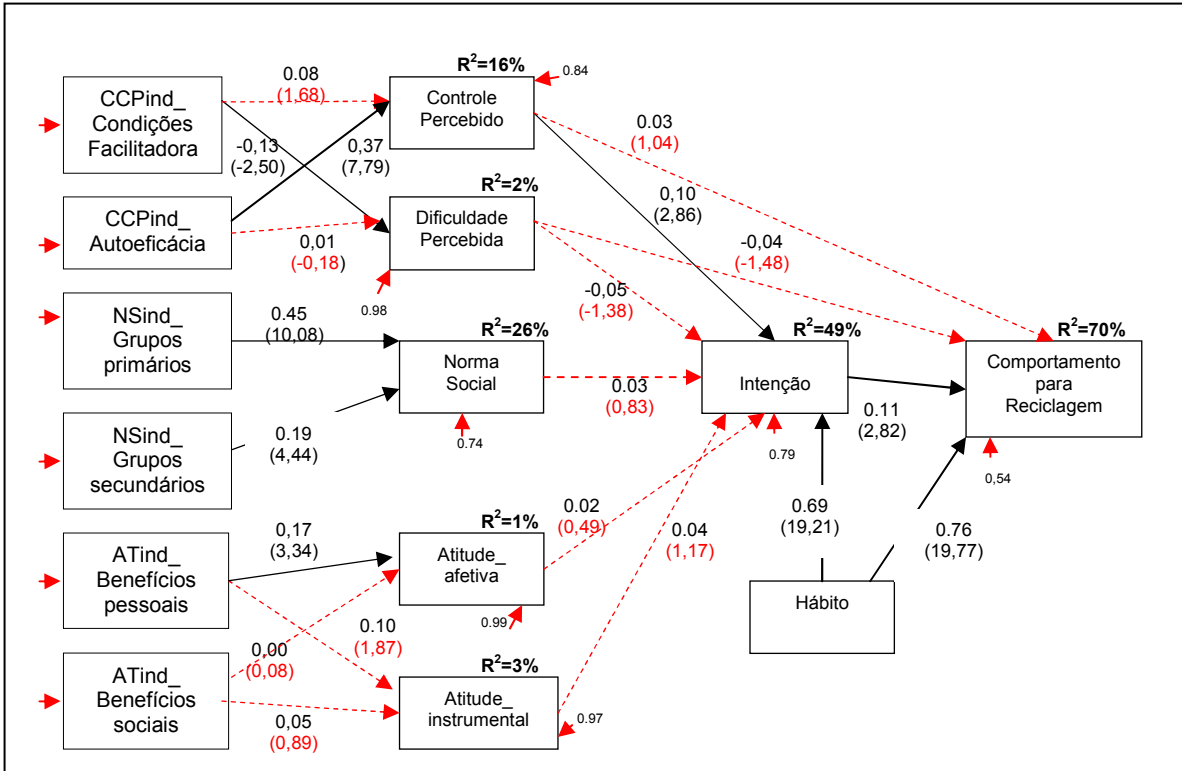 R²=16%
0.84
0.08
(1,68)
CCPind_
Condições
Facilitadora
Controle
Percebido
0.03
(1,04)
-0,13
(-2,50)
0,37
(7,79)
R²=2%
0,10
(2,86)
CCPind_
Autoeficácia
Dificuldade
Percebida
0,01
(-0,18)
-0,04
(-1,48)
0.98
-0,05
(-1,38)
NSind_
Grupos
primários
0.45
(10,08)
R²=26%
R²=49%
R²=70%
Norma
Social
Intenção
Comportamento
para
Reciclagem
0.03
(0,83)
0.11
(2,82)
NSind_
Grupos
secundários
0.19
(4,44)
0.74
0.79
0,54
0.02
(0,49)
0.04
(1,17)
0.69
(19,21)
0.76
(19,77)
R²=1%
0,17
(3,34)
ATind_
Benefícios
pessoais
Atitude_
afetiva
Hábito
0.99
0.10
(1,87)
0.00
(0,08)
R²=3%
ATind_
Benefícios
sociais
Atitude_
instrumental
0.97
0,05
(0,89)